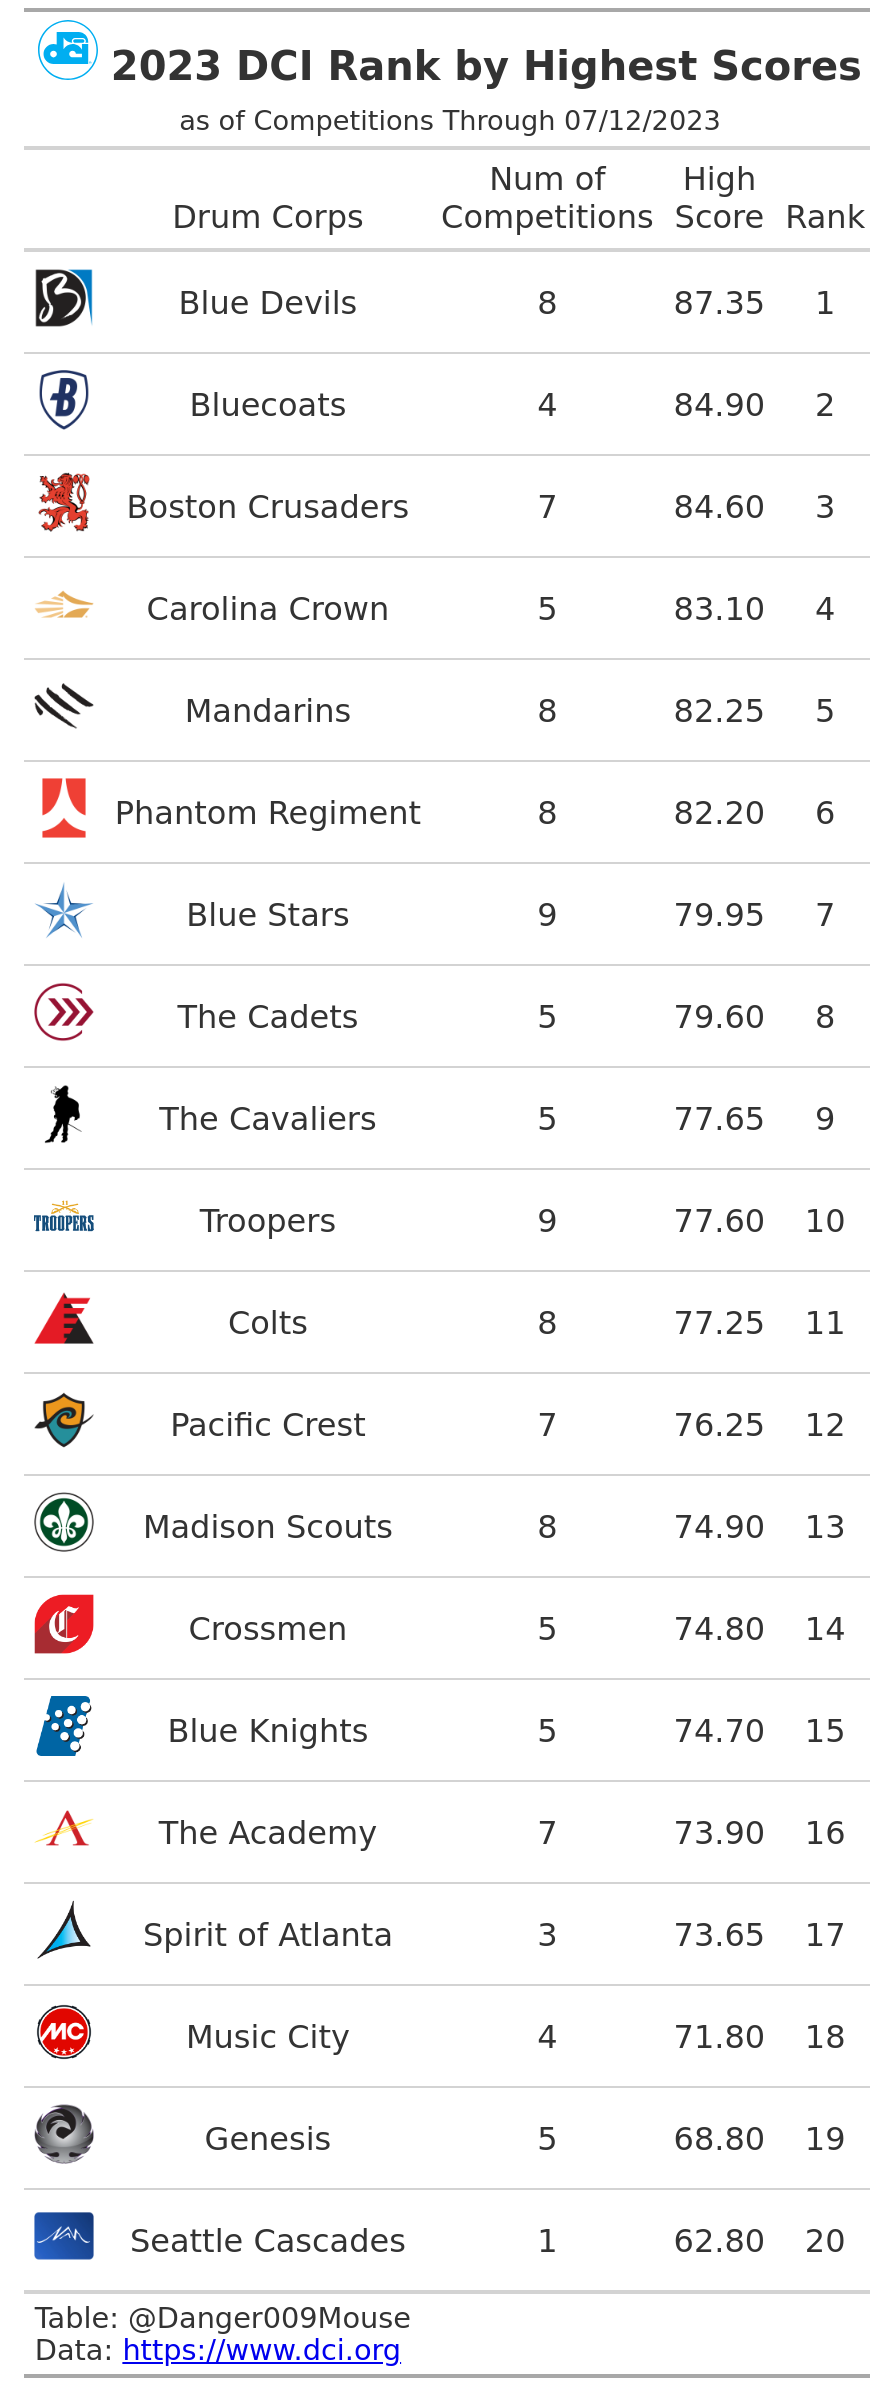 dci
2023 DCI Rank by Highest Scores
as of Competitions Through 07/12/2023
Drum Corps Num of Competitions High Score Rank
Blue Devils 8 87.35 1
Bluecoats 4 84.90 2
Boston Crusaders 7 84.60 3
Carolina Crown 5 83.10 4
Mandarins 8 82.25 5
Phantom Regiment 8 82.20 6
Blue Stars 9 79.95 7
The Cadets 5 79.60 8
The Cavaliers 5 77.65 9
TROOPERS Troopers 9 77.60 10
Colts 8 77.25 11
Pacific Crest 7 76.25 12
Madison Scouts 8 74.90 13
C Crossmen 5 74.80 14
Blue Knights 5 74.70 15
A The Academy 7 73.90 16
Spirit of Atlanta 3 73.65 17
MC Music City 4 71.80 18
Genesis 5 68.80 19
Seattle Cascades 1 62.80 20
Table: @Danger009Mouse
Data: https://www.dci.org